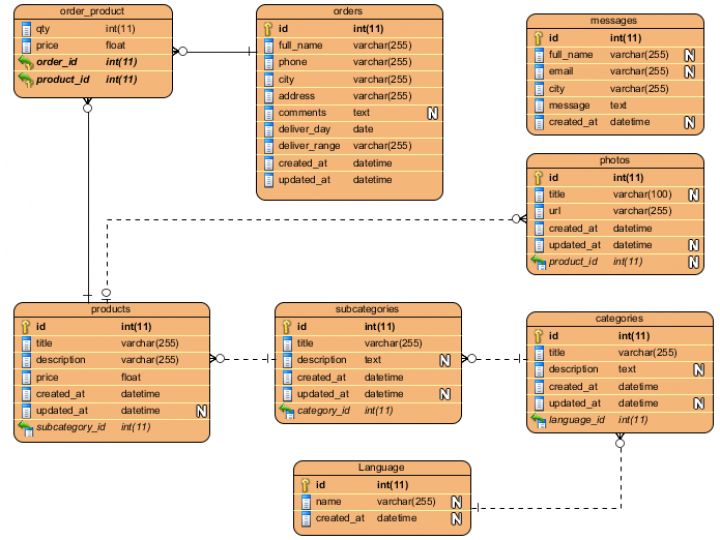 order_product
qty int(11)
price float
order_id int(11)
product_id int(11)
orders
id int(11)
full_name varchar(255)
phone varchar(255)
city varchar(255)
address varchar(255)
comments text N
deliver_day date
deliver_range varchar(255)
created_at datetime
updated_at datetime
messages
id int(11)
full_name varchar(255) N
email varchar(255) N
city varchar(255)
message text
created_at datetime N
photos
id int(11)
title varchar(100) N
url varchar(255)
created_at datetime
updated_at datetime N
product_id int(11) N
products
id int(11)
title varchar(255)
description varchar(255)
price float
created_at datetime
updated_at datetime N
subcategory_id int(11)
subcategories
id int(11)
title varchar(255)
description text N
created_at datetime
updated_at datetime N
category_id int(11)
categories
id int(11)
title varchar(255)
description text N
created_at datetime
updated_at datetime N
language_id int(11)
Language
id int(11)
name varchar(255) N
created_at datetime N